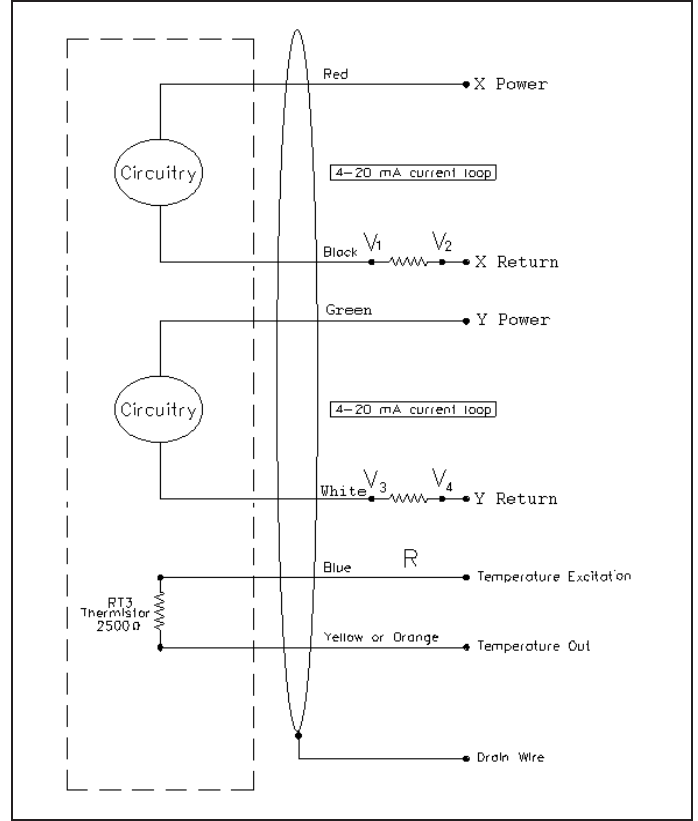 Red
X Power
Circuitry
4-20 mA current loop
Black
V1
V2
X Return
Green
Y Power
Circuitry
4-20 mA current loop
White
V3
V4
Y Return
Blue
R
Temperature Excitation
RT3
Thermistor
2500Ω
Yellow or Orange
Temperature Out
Drain Wire